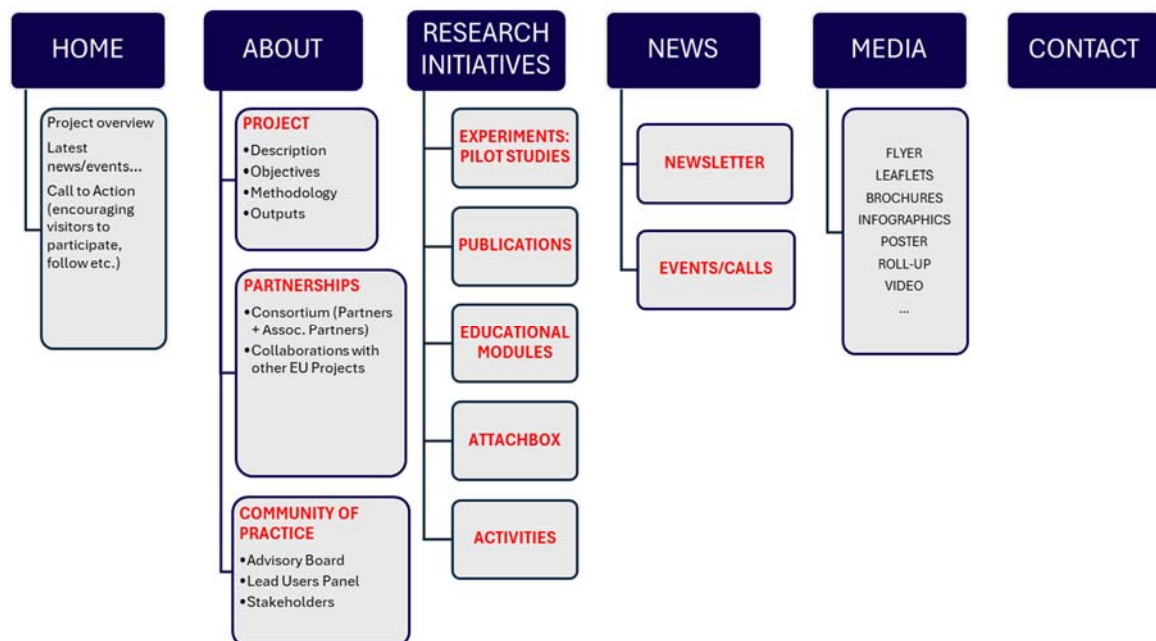 HOME
Project overview
Latest
news/events...
Call to Action
(encouraging
visitors to
participate,
follow etc.)
ABOUT
PROJECT
•Description
•Objectives
•Methodology
•Outputs
PARTNERSHIPS
•Consortium (Partners
+ Assoc. Partners)
•Collaborations with
other EU Projects
COMMUNITY OF
PRACTICE
•Advisory Board
•Lead Users Panel
•Stakeholders
RESEARCH
INITIATIVES
EXPERIMENTS:
PILOT STUDIES
PUBLICATIONS
EDUCATIONAL
MODULES
ATTACHBOX
ACTIVITIES
NEWS
NEWSLETTER
EVENTS/CALLS
MEDIA
FLYER
LEAFLETS
BROCHURES
INFOGRAPHICS
POSTER
ROLL-UP
VIDEO
...
CONTACT